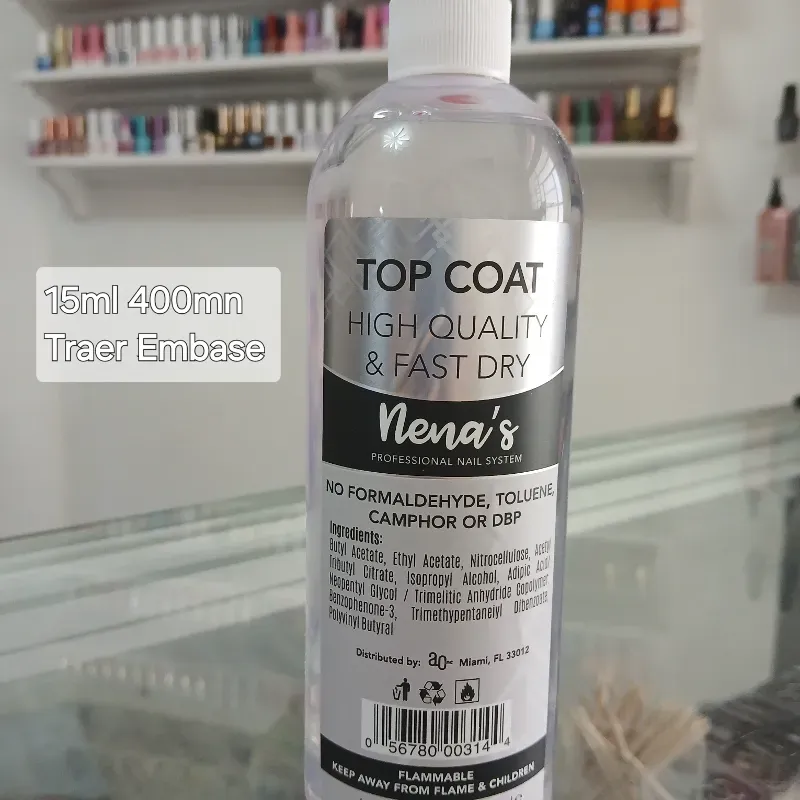 15ml 400mn
Traer Embase
TOP COAT
HIGH QUALITY
& FAST DRY
Nena's
PROFESSIONAL NAIL SYSTEM
NO FORMALDEHYDE, TOLUENE,
CAMPHOR OR DBP
Ingredients:
Butyl Acetate, Ethyl Acetate, Nitrocellulose, Acetyl
Tributyl Citrate, Isopropyl Alcohol, Adipic Acid/
Neopentyl Glycol / Trimelitic Anhydride Copolymer,
Benzophenone-3, Trimethypentaneiyl Dibenzoate,
Polyvinyl Butyral
Distributed by: ao Miami, FL 33012
0 56780 00314 4
FLAMMABLE
KEEP AWAY FROM FLAME & CHILDREN